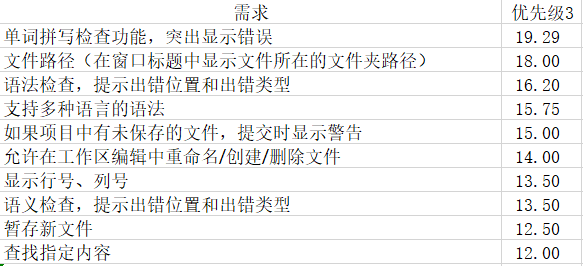 需求 优先级3
单词拼写检查功能，突出显示错误 19.29
文件路径（在窗口标题中显示文件所在的文件夹路径） 18.00
语法检查，提示出错位置和出错类型 16.20
支持多种语言的语法 15.75
如果项目中有未保存的文件，提交时显示警告 15.00
允许在工作区编辑中重命名/创建/删除文件 14.00
显示行号、列号 13.50
语义检查，提示出错位置和出错类型 13.50
暂存新文件 12.50
查找指定内容 12.00